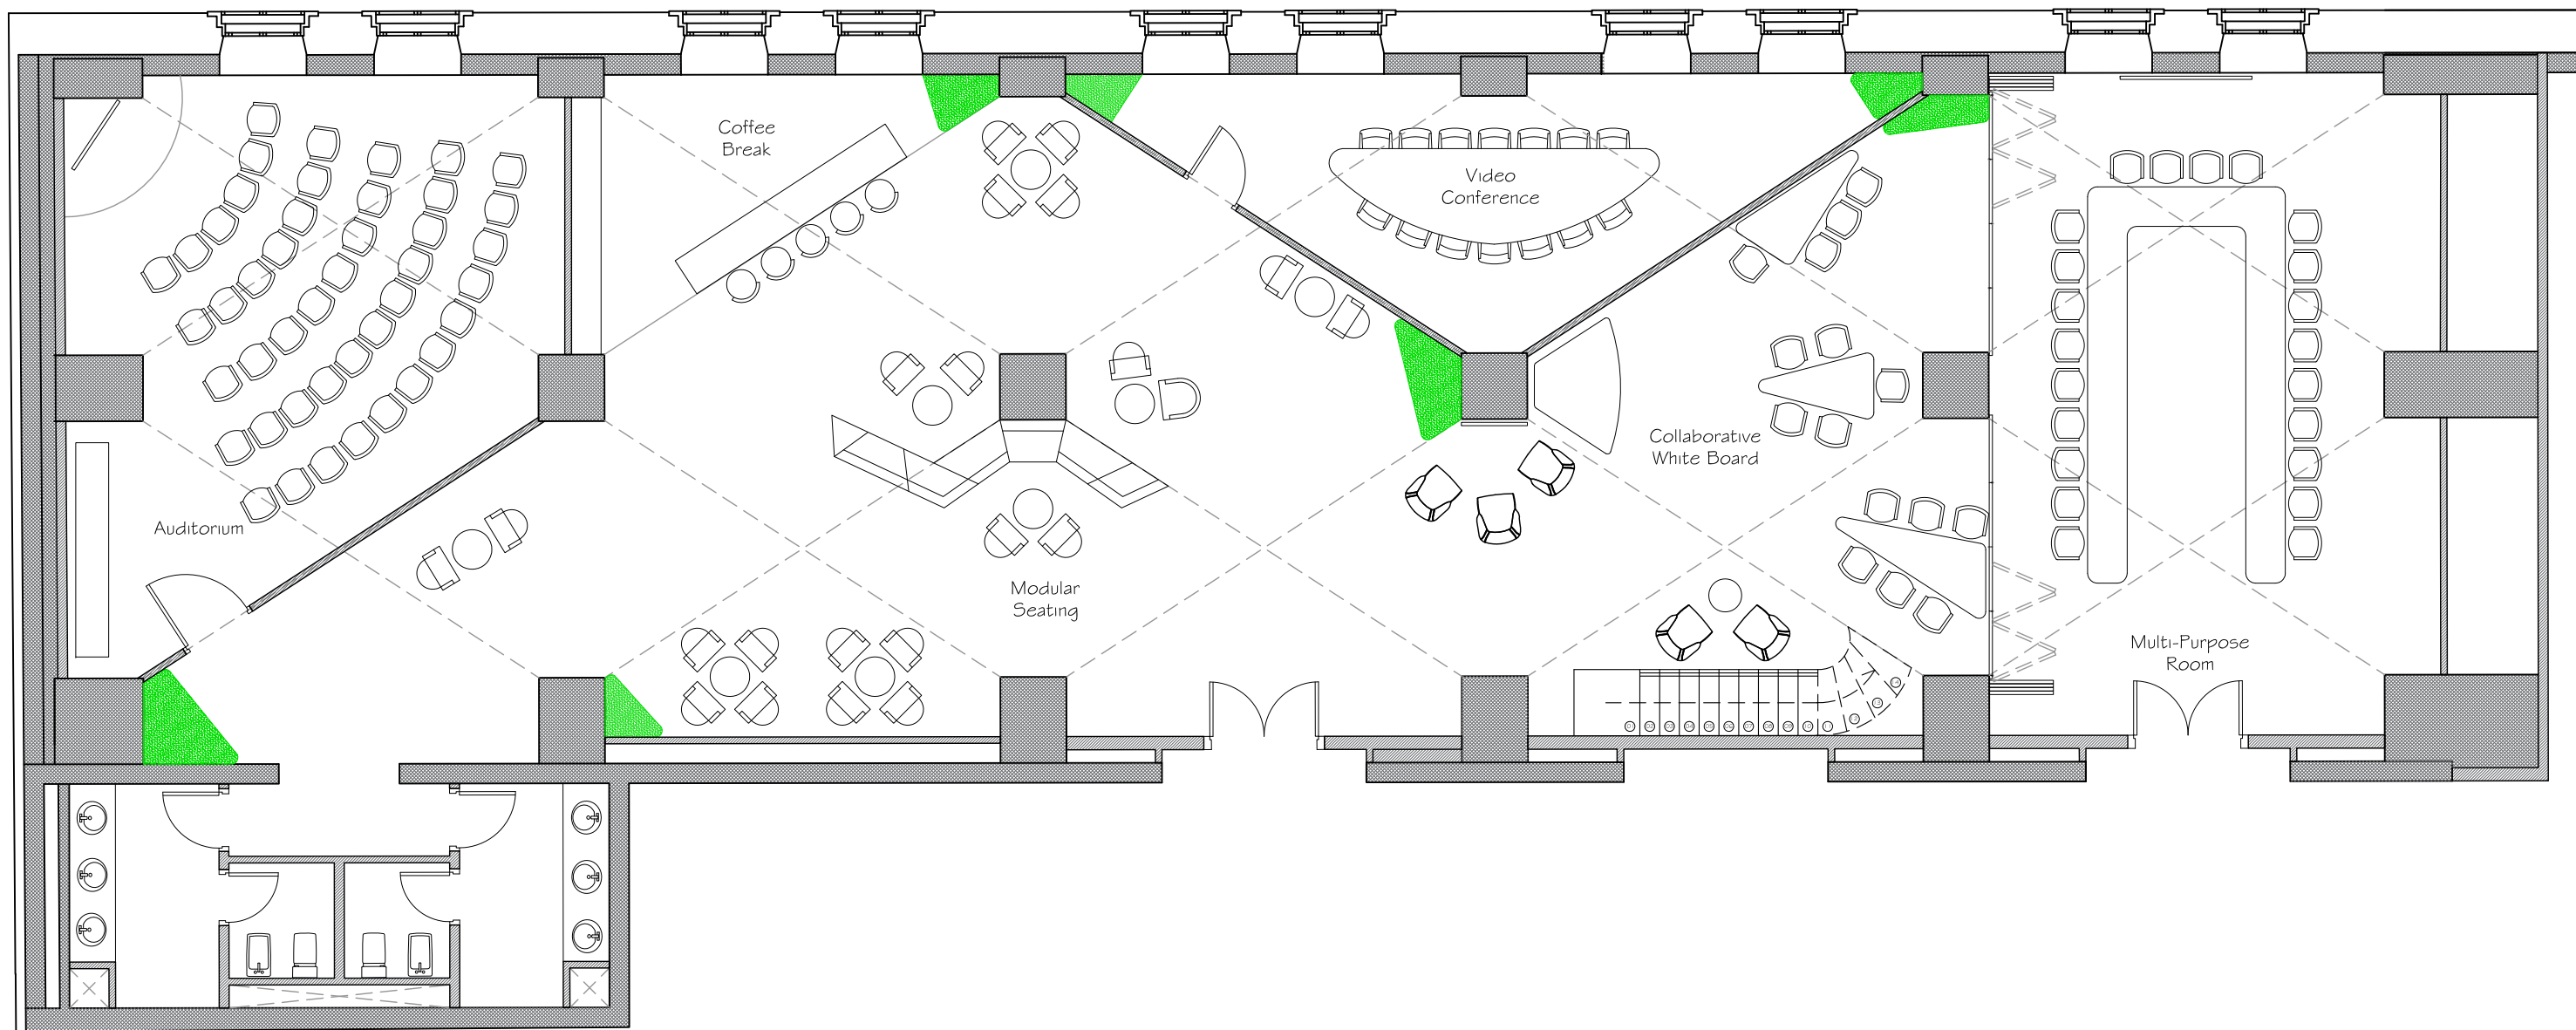 Coffee
Break
Video
Conference
Collaborative
White Board
Auditorium
Modular
Seating
Multi-Purpose
Room